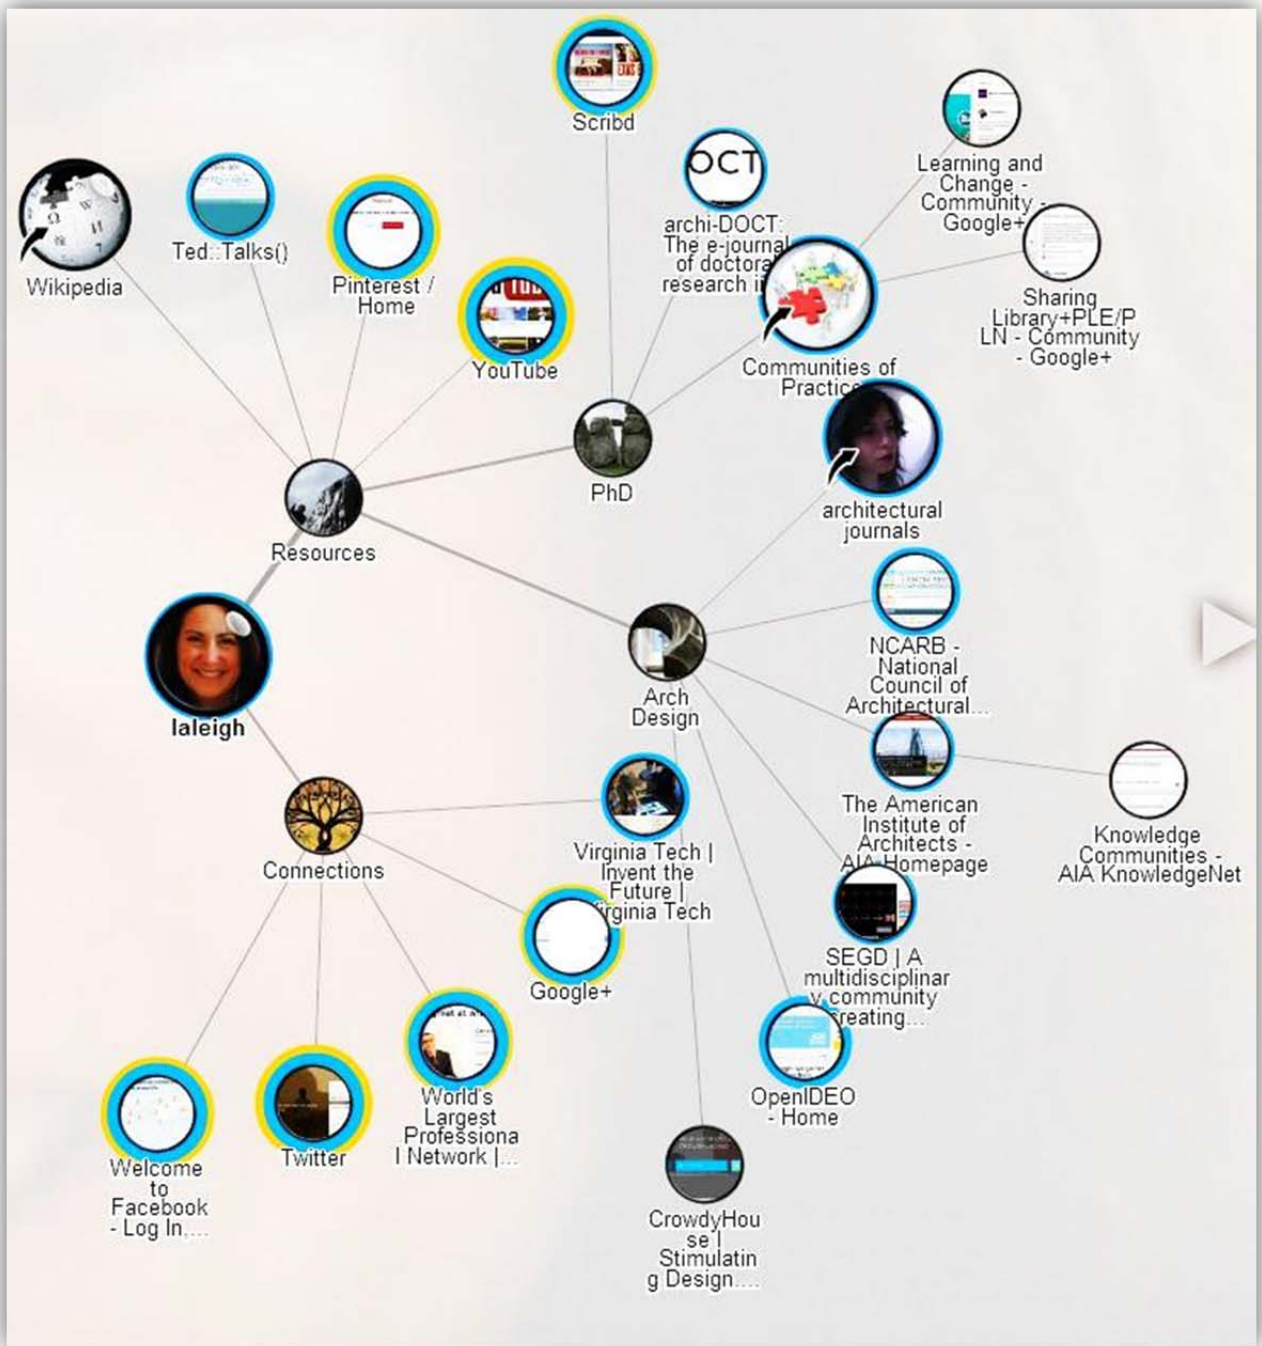 Scribd
Wikipedia
Ted::Talks()
Pinterest /
Home
YouTube
OCT
archi-DOCT:
The e-journal
of doctoral
research i
Learning and
Change -
Community -
Google+
Sharing
Library+PLE/P
LN - Community
- Google+
Communities of
Practice
PhD
Resources
architectural
journals
laleigh
Arch
Design
NCARB -
National
Council of
Architectural...
The American
Institute of
Architects -
AIA Homepage
Knowledge
Communities -
AIA KnowledgeNet
Connections
Virginia Tech |
Invent the
Future |
Virginia Tech
Google+
SEGD | A
multidisciplinar
y community
creating...
OpenIDEO
- Home
World's
Largest
Professiona
l Network |...
Twitter
Welcome
to
Facebook
- Log In,...
CrowdyHou
se |
Stimulatin
g Design....